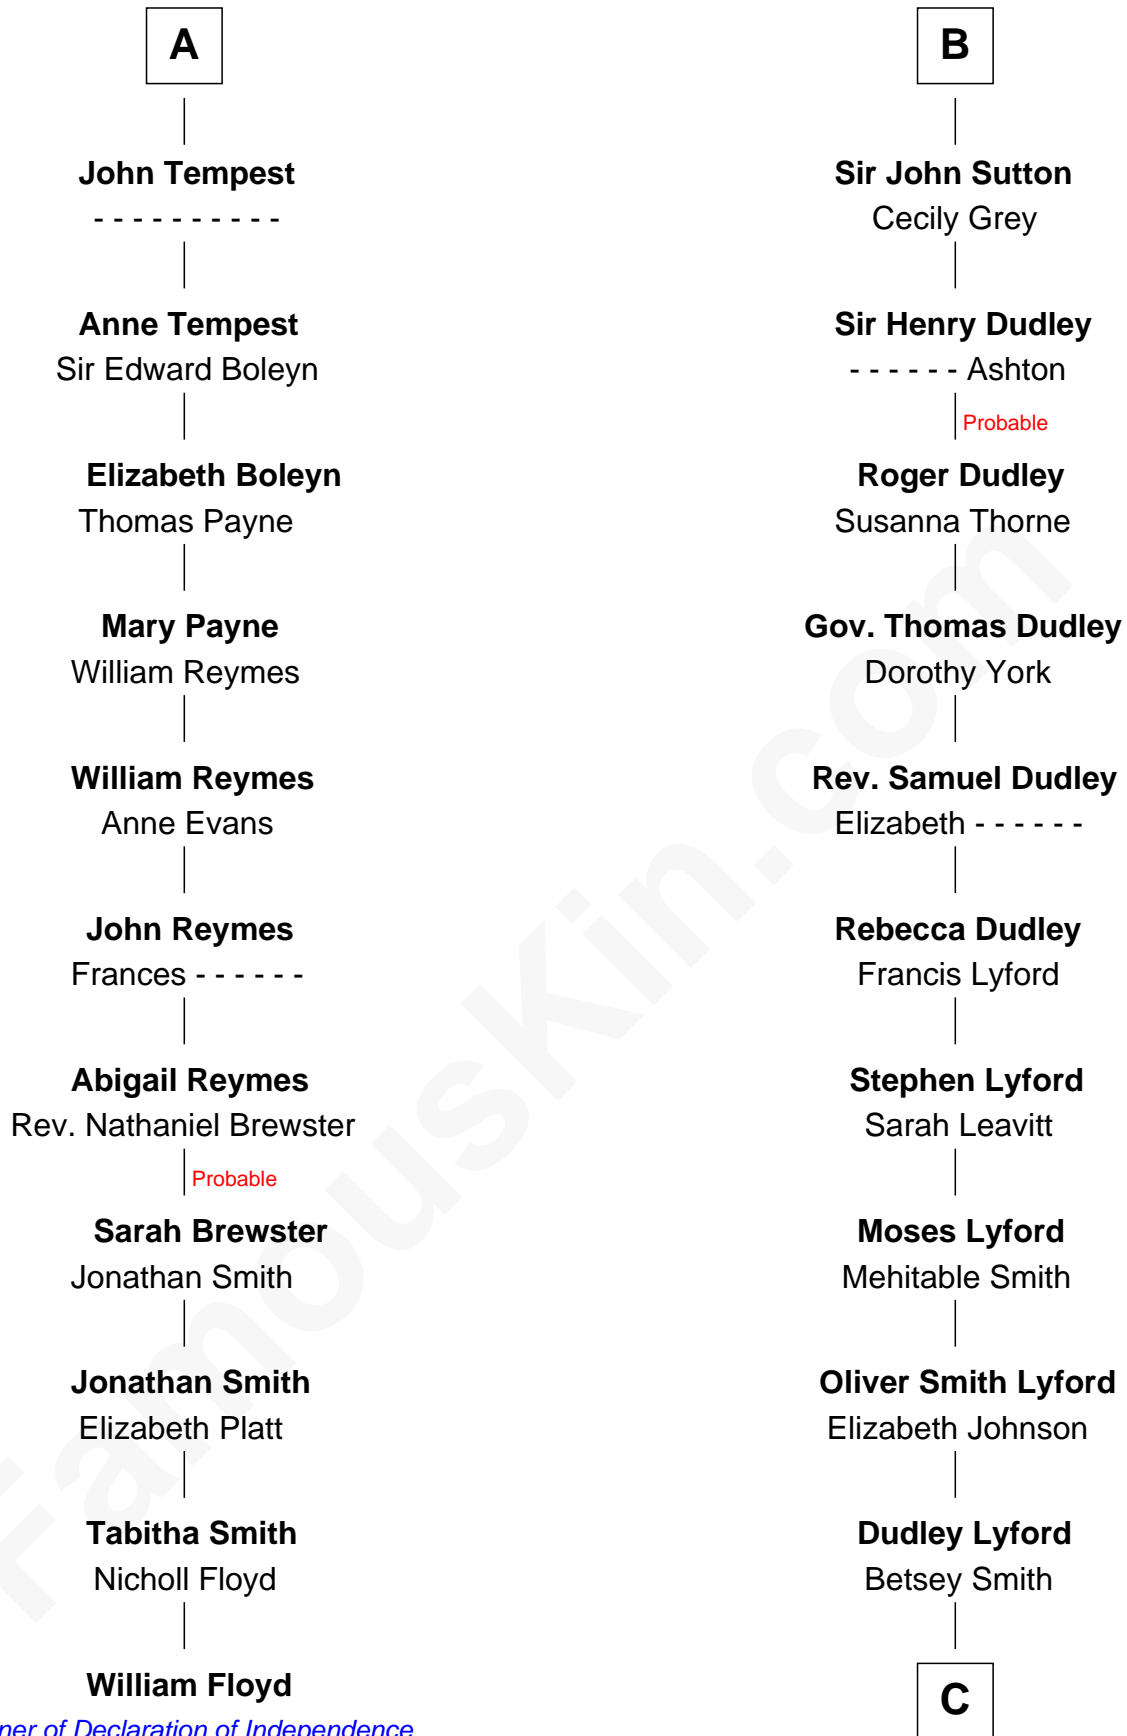 A
John Tempest
- - - - - - - - - -
Anne Tempest
Sir Edward Boleyn
Elizabeth Boleyn
Thomas Payne
Mary Payne
William Reymes
William Reymes
Anne Evans
John Reymes
Frances - - - - - -
Abigail Reymes
Rev. Nathaniel Brewster
Probable
Sarah Brewster
Jonathan Smith
Jonathan Smith
Elizabeth Platt
Tabitha Smith
Nicholl Floyd
William Floyd
of Declaration of Independence
B
Sir John Sutton
Cecily Grey
Sir Henry Dudley
- - - - - - Ashton
Probable
Roger Dudley
Susanna Thorne
Gov. Thomas Dudley
Dorothy York
Rev. Samuel Dudley
Elizabeth - - - - - -
Rebecca Dudley
Francis Lyford
Stephen Lyford
Sarah Leavitt
Moses Lyford
Mehitable Smith
Oliver Smith Lyford
Elizabeth Johnson
Dudley Lyford
Betsey Smith
C
FamousKin.com